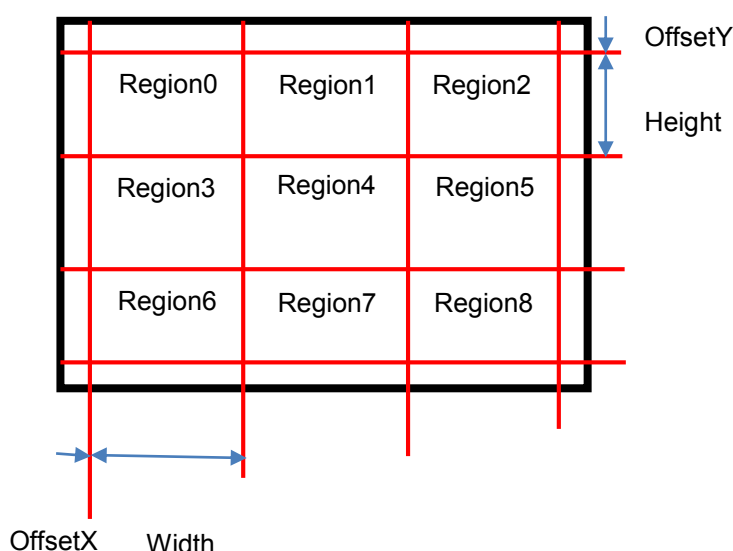 OffsetY
Region0 Region1 Region2
Height
Region3 Region4 Region5
Region6 Region7 Region8
OffsetX Width